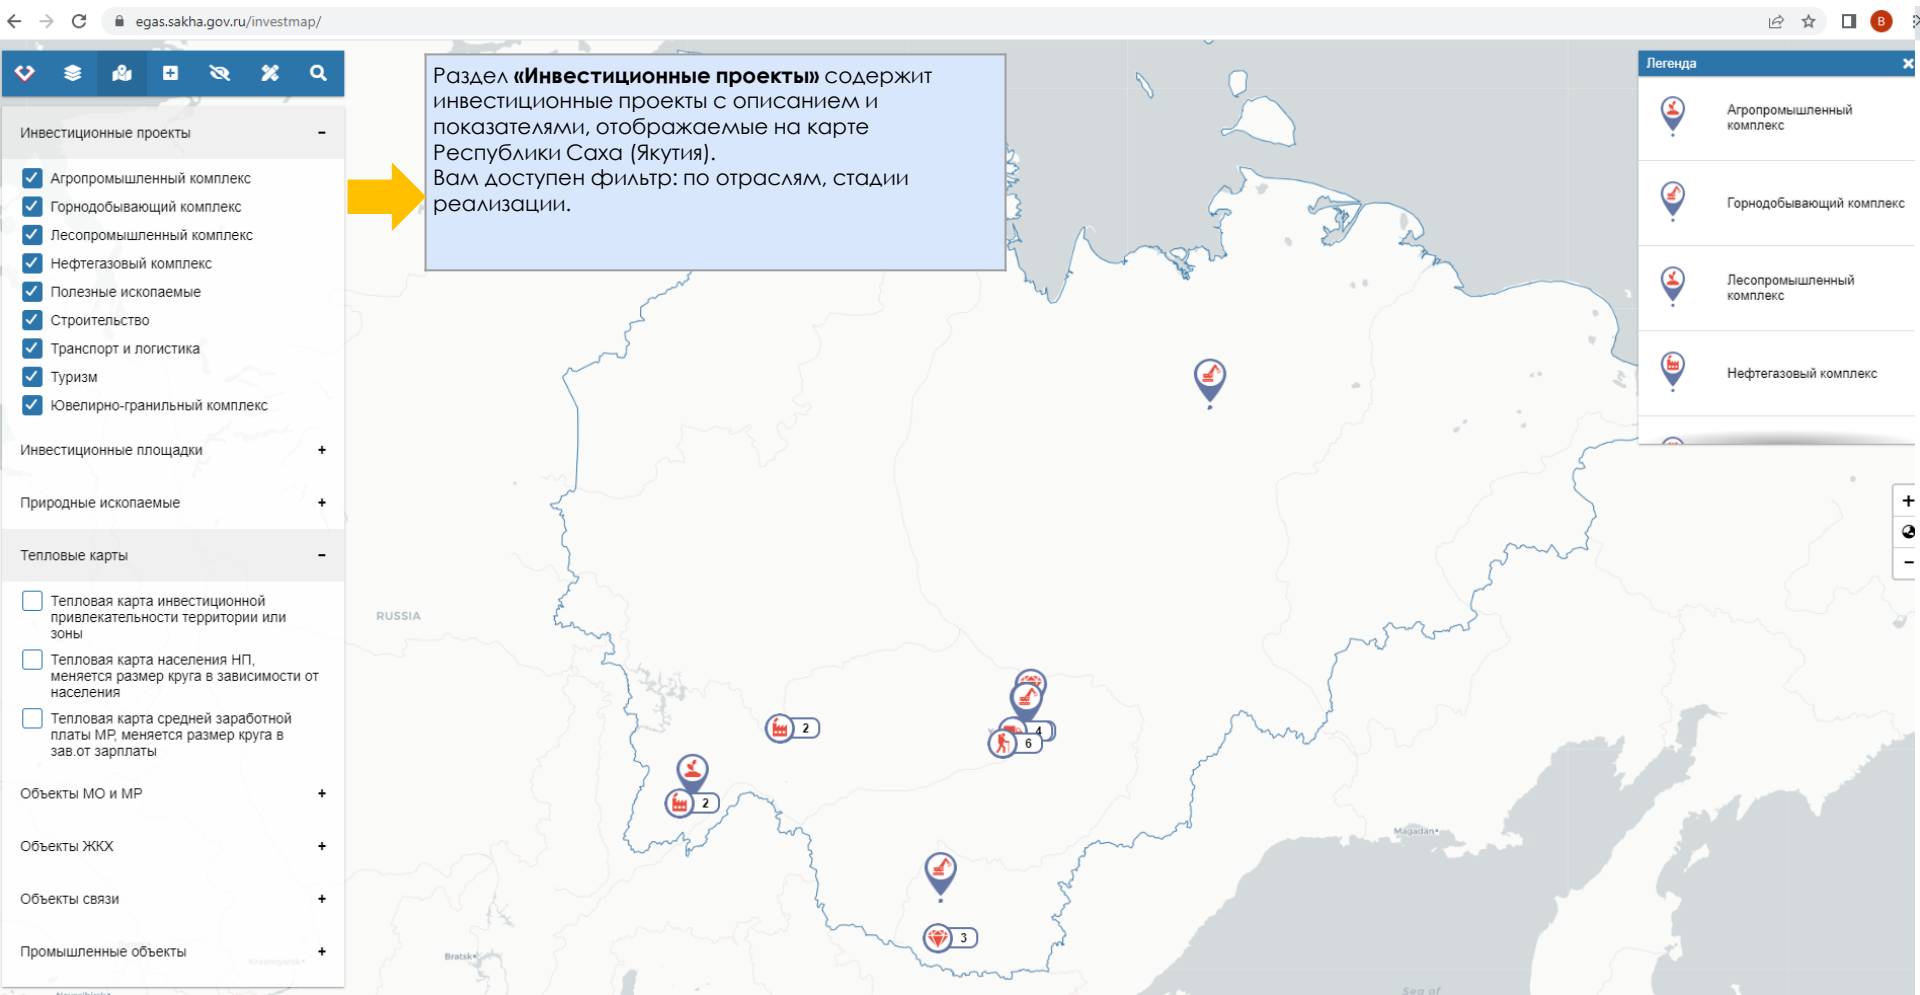 egas.sakha.gov.ru/investmap/
B
Инвестиционные проекты
Агропромышленный комплекс
Горнодобывающий комплекс
Лесопромышленный комплекс
Нефтегазовый комплекс
Полезные ископаемые
Строительство
Транспорт и логистика
Туризм
Ювелирно-гранильный комплекс
Инвестиционные площадки
Природные ископаемые
Тепловые карты
Тепловая карта инвестиционной
привлекательности территории или
зоны
Тепловая карта населения НП,
меняется размер круга в зависимости от
населения
Тепловая карта средней заработной
платы МР, меняется размер круга в
зав.от зарплаты
Объекты МО и МР
Объекты ЖКХ
Объекты связи
Промышленные объекты
Раздел «Инвестиционные проекты» содержит
инвестиционные проекты с описанием и
показателями, отображаемые на карте
Республики Саха (Якутия).
Вам доступен фильтр: по отраслям, стадии
реализации.
Легенда
Агропромышленный
комплекс
Горнодобывающий комплекс
Лесопромышленный
комплекс
Нефтегазовый комплекс
RUSSIA
2
4
6
2
3
Magadan
Bratsk
Krasnoyarsk
Sea of